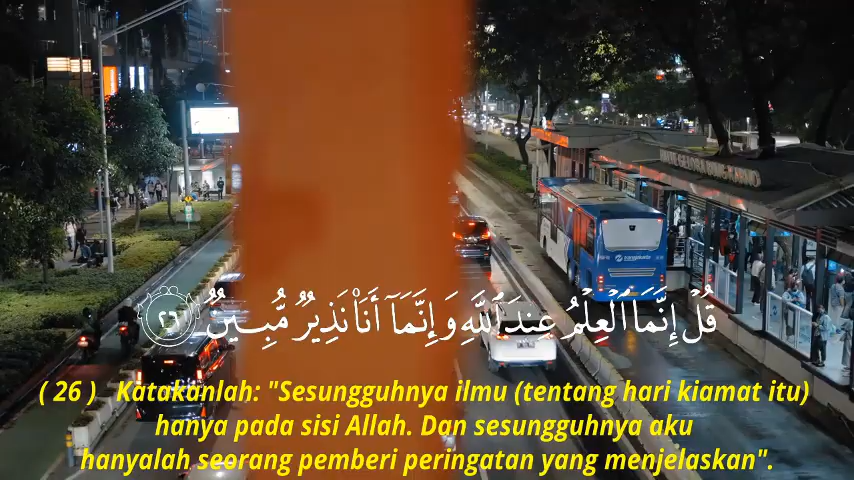 قُلْ إِنَّمَا ٱلْعِلْمُ عِندَ ٱللَّهِ وَإِنَّمَآ أَنَا۠ نَذِيرٌ مُّبِينٌ ٢٦
( 26 ) Katakanlah: "Sesungguhnya ilmu (tentang hari kiamat itu)
hanya pada sisi Allah. Dan sesungguhnya aku
hanyalah seorang pemberi peringatan yang menjelaskan".